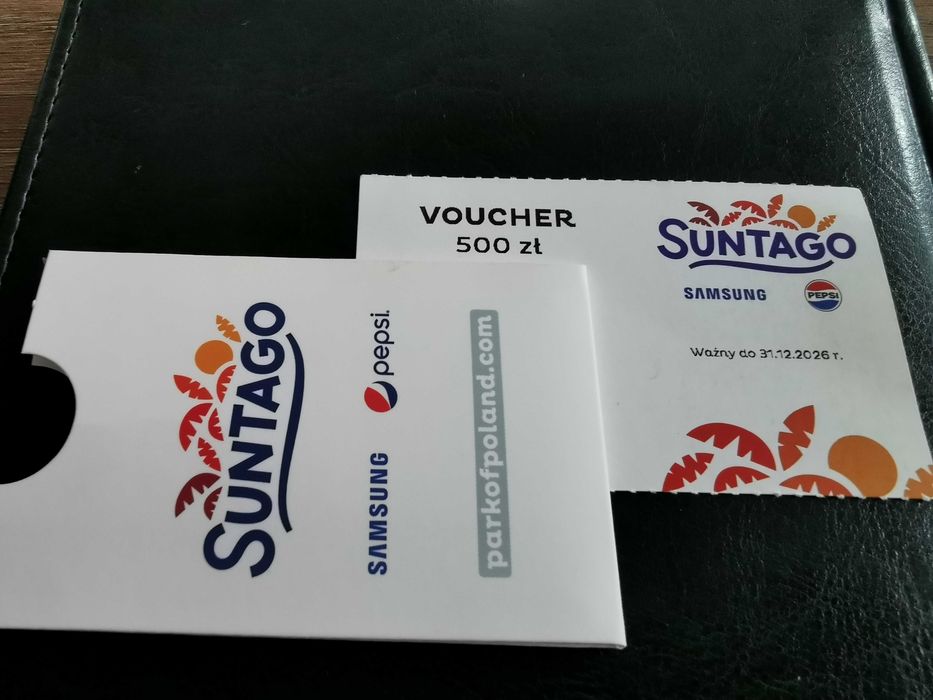 VOUCHER
500 zł
SUNTAGO
SAMSUNG
PEPSI
Ważny do 31.12.2026 r.
SUNTAGO
SAMSUNG
pepsi.
parkofpoland.com